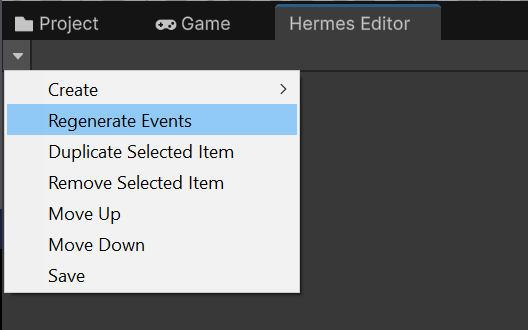 Project
Game
Hermes Editor
Create
Regenerate Events
Duplicate Selected Item
Remove Selected Item
Move Up
Move Down
Save